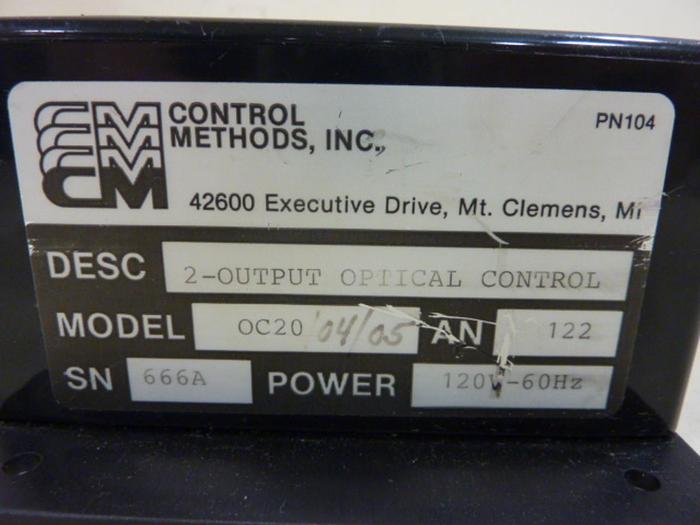 CM CONTROL METHODS, INC.
PN104
42600 Executive Drive, Mt. Clemens, Mi
DESC 2-OUTPUT OPTICAL CONTROL
MODEL OC20 '04/05 AN 122
SN 666A POWER 120V-60Hz